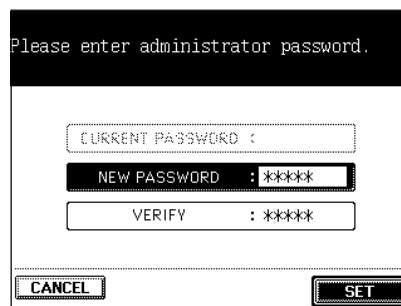 Please enter administrator password.
CURRENT PASSWORD :
NEW PASSWORD : *****
VERIFY : *****
CANCEL SET